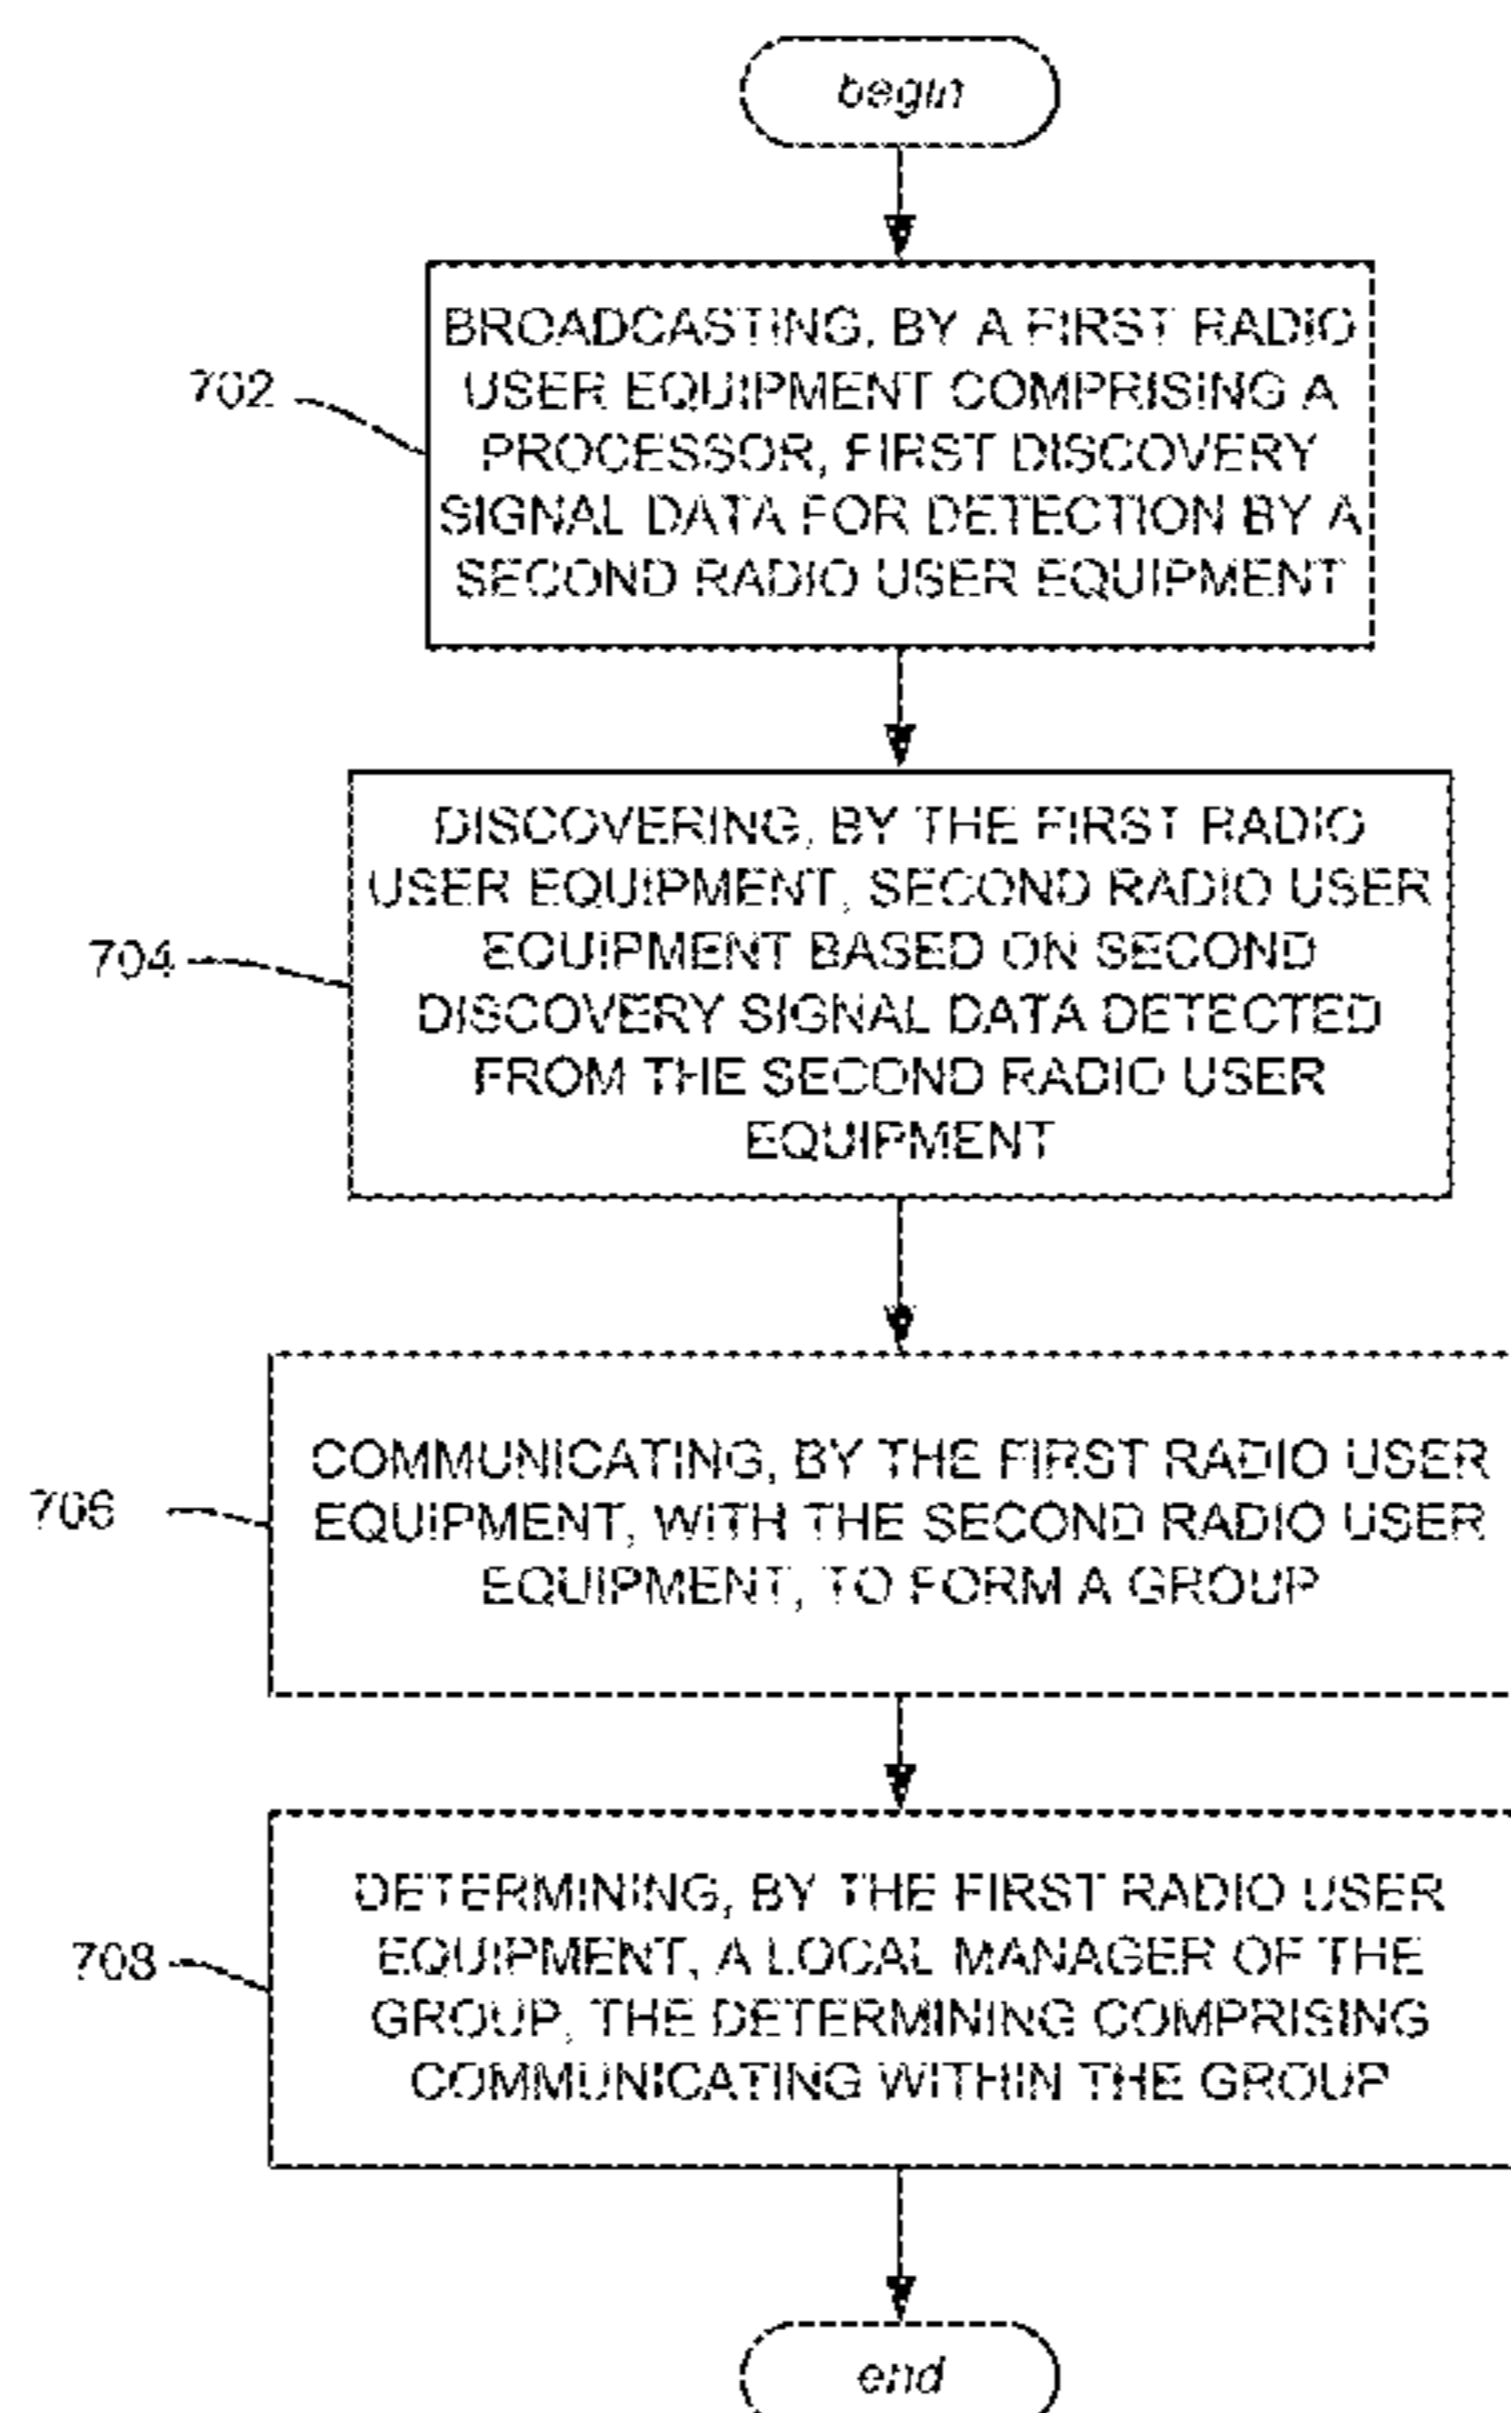 begin
702
BROADCASTING, BY A FIRST RADIO
USER EQUIPMENT COMPRISING A
PROCESSOR, FIRST DISCOVERY
SIGNAL DATA FOR DETECTION BY A
SECOND RADIO USER EQUIPMENT
704
DISCOVERING, BY THE FIRST RADIO
USER EQUIPMENT, SECOND RADIO USER
EQUIPMENT BASED ON SECOND
DISCOVERY SIGNAL DATA DETECTED
FROM THE SECOND RADIO USER
EQUIPMENT
706
COMMUNICATING, BY THE FIRST RADIO USER
EQUIPMENT, WITH THE SECOND RADIO USER
EQUIPMENT, TO FORM A GROUP
708
DETERMINING, BY THE FIRST RADIO USER
EQUIPMENT, A LOCAL MANAGER OF THE
GROUP, THE DETERMINING COMPRISING
COMMUNICATING WITHIN THE GROUP
end